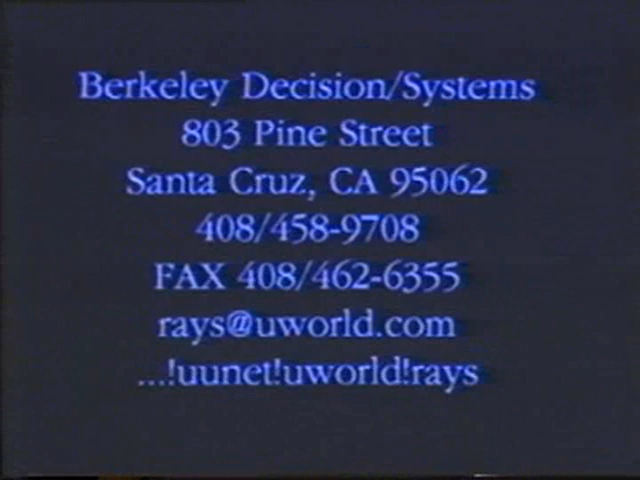 Berkeley Decision/Systems
803 Pine Street
Santa Cruz, CA 95062
408/458-9708
FAX 408/462-6355
rays@uworld.com
...!uunet!uworld!rays